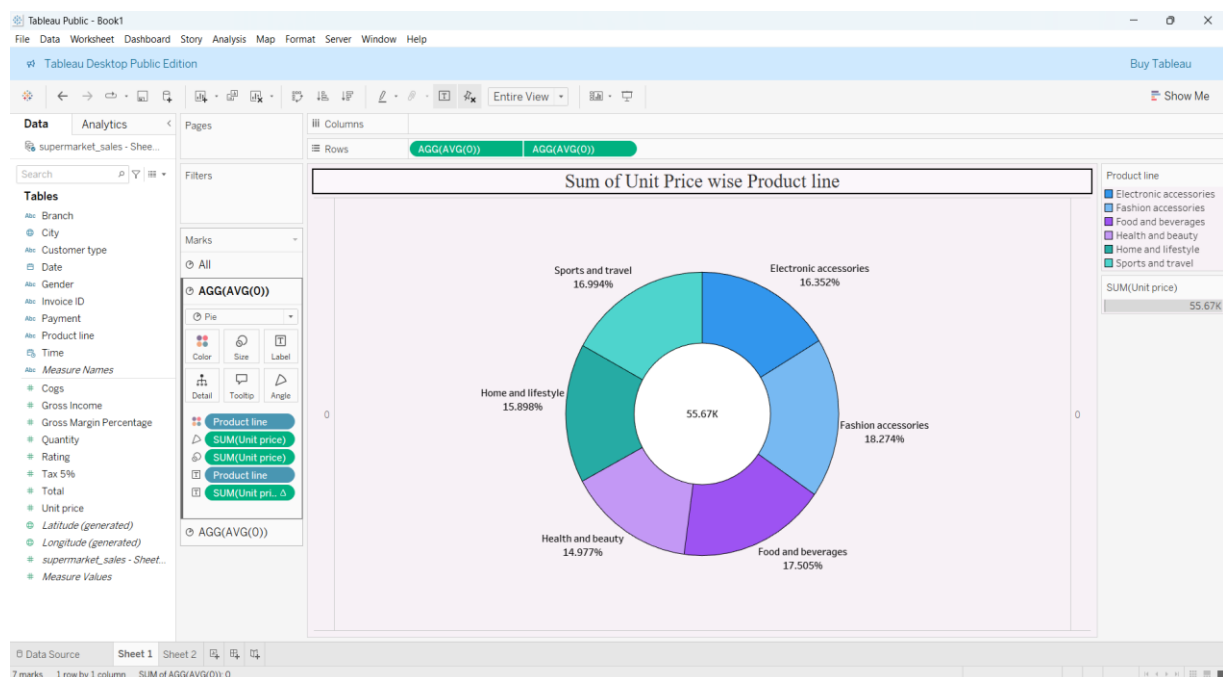 Tableau Public - Book1
File Data Worksheet Dashboard Story Analysis Map Format Server Window Help
Tableau Desktop Public Edition
Buy Tableau
Entire View
Show Me
Data Analytics
Pages
Columns
supermarket_sales - Shee...
Rows
AGG(AVG(0)) AGG(AVG(0))
Search
Filters
Tables
Abc Branch
City
Abc Customer type
Date
Abc Gender
Abc Invoice ID
Abc Payment
Abc Product line
Time
Abc Measure Names
# Cogs
# Gross Income
# Gross Margin Percentage
# Quantity
# Rating
# Tax 5%
# Total
# Unit price
Latitude (generated)
Longitude (generated)
# supermarket_sales - Sheet...
# Measure Values
Marks
All
AGG(AVG(0))
Pie
Color Size Label
Detail Tooltip Angle
Product line
SUM(Unit price)
SUM(Unit price)
Product line
SUM(Unit pri.. Δ
AGG(AVG(0))
Sum of Unit Price wise Product line
Electronic accessories
16.352%
Sports and travel
16.994%
Home and lifestyle
15.898%
0
55.67K
0
Fashion accessories
18.274%
Health and beauty
14.977%
Food and beverages
17.505%
Product line
Electronic accessories
Fashion accessories
Food and beverages
Health and beauty
Home and lifestyle
Sports and travel
SUM(Unit price)
55.67K
Data Source Sheet 1 Sheet 2
7 marks 1 row by 1 column SUM of AGG(AVG(0)): 0